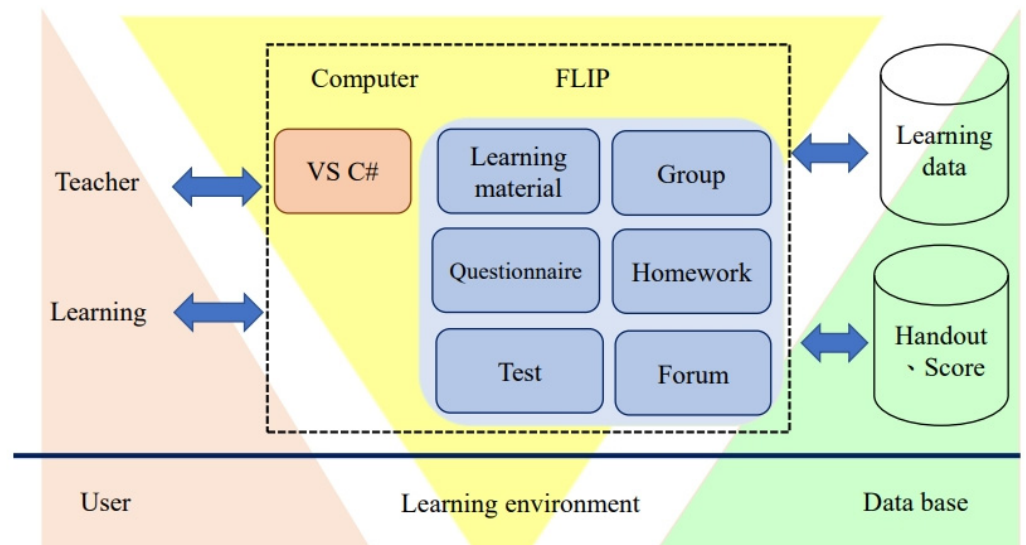 Computer
FLIP
Teacher
VS C#
Learning
material
Group
Learning
data
Learning
Questionnaire
Homework
Test
Forum
Handout
、Score
User
Learning environment
Data base